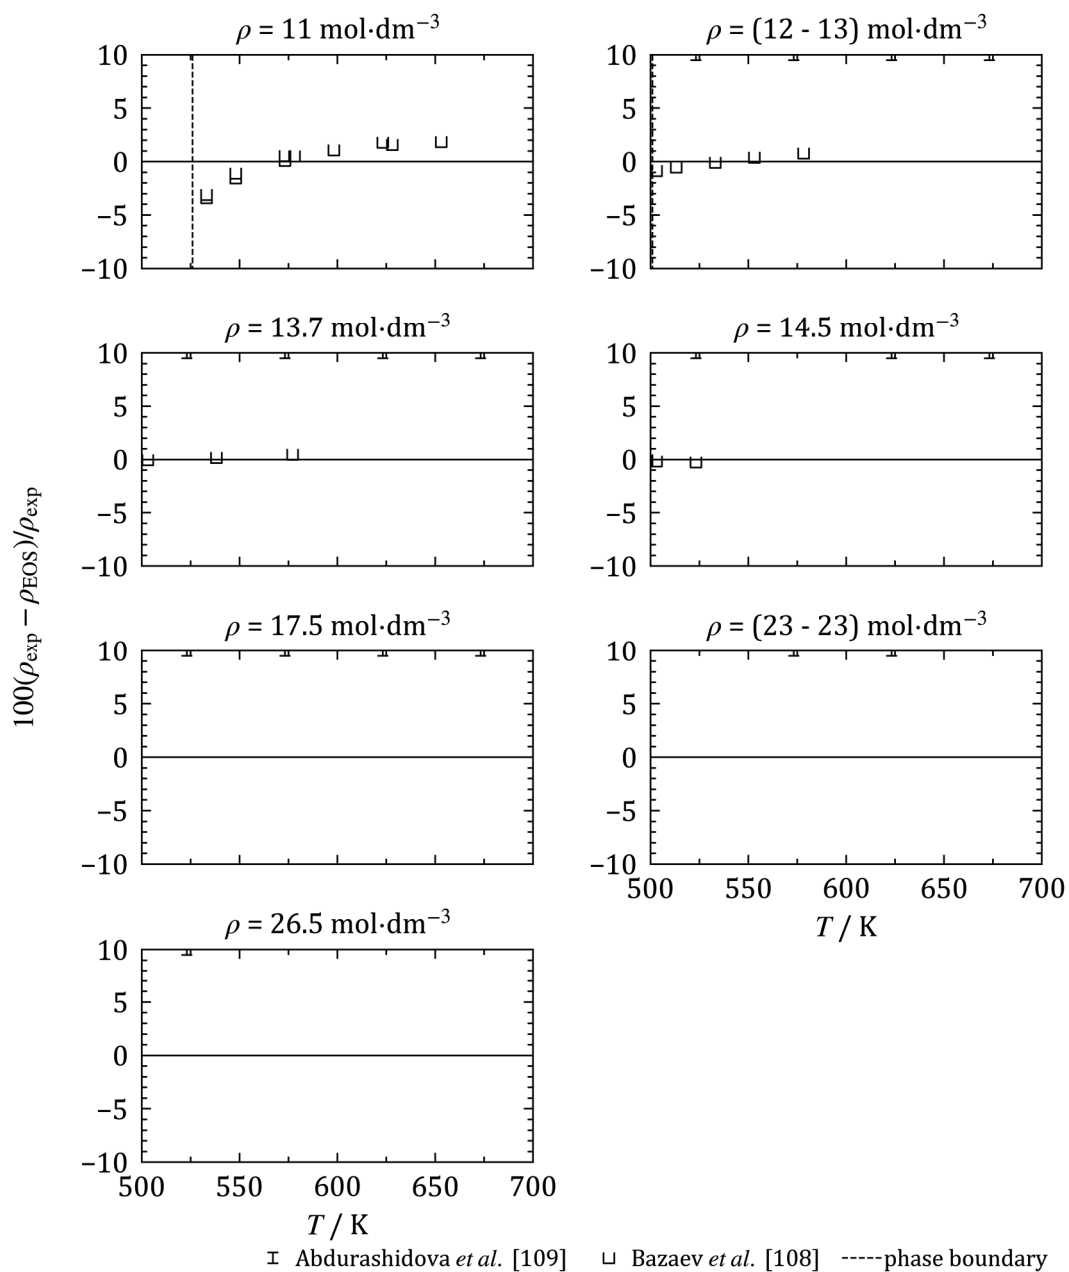 ρ = 11 mol·dm⁻³
ρ = (12 - 13) mol·dm⁻³
10
5
0
−5
−10
10
5
0
−5
−10
ρ = 13.7 mol·dm⁻³
ρ = 14.5 mol·dm⁻³
10
5
0
−5
−10
10
5
0
−5
−10
100(ρexp − ρEOS)/ρexp
ρ = 17.5 mol·dm⁻³
ρ = (23 - 23) mol·dm⁻³
10
5
0
−5
−10
10
5
0
−5
−10
500 550 600 650 700
T / K
ρ = 26.5 mol·dm⁻³
10
5
0
−5
−10
500 550 600 650 700
T / K
Abdurashidova et al. [109] Bazaev et al. [108] phase boundary